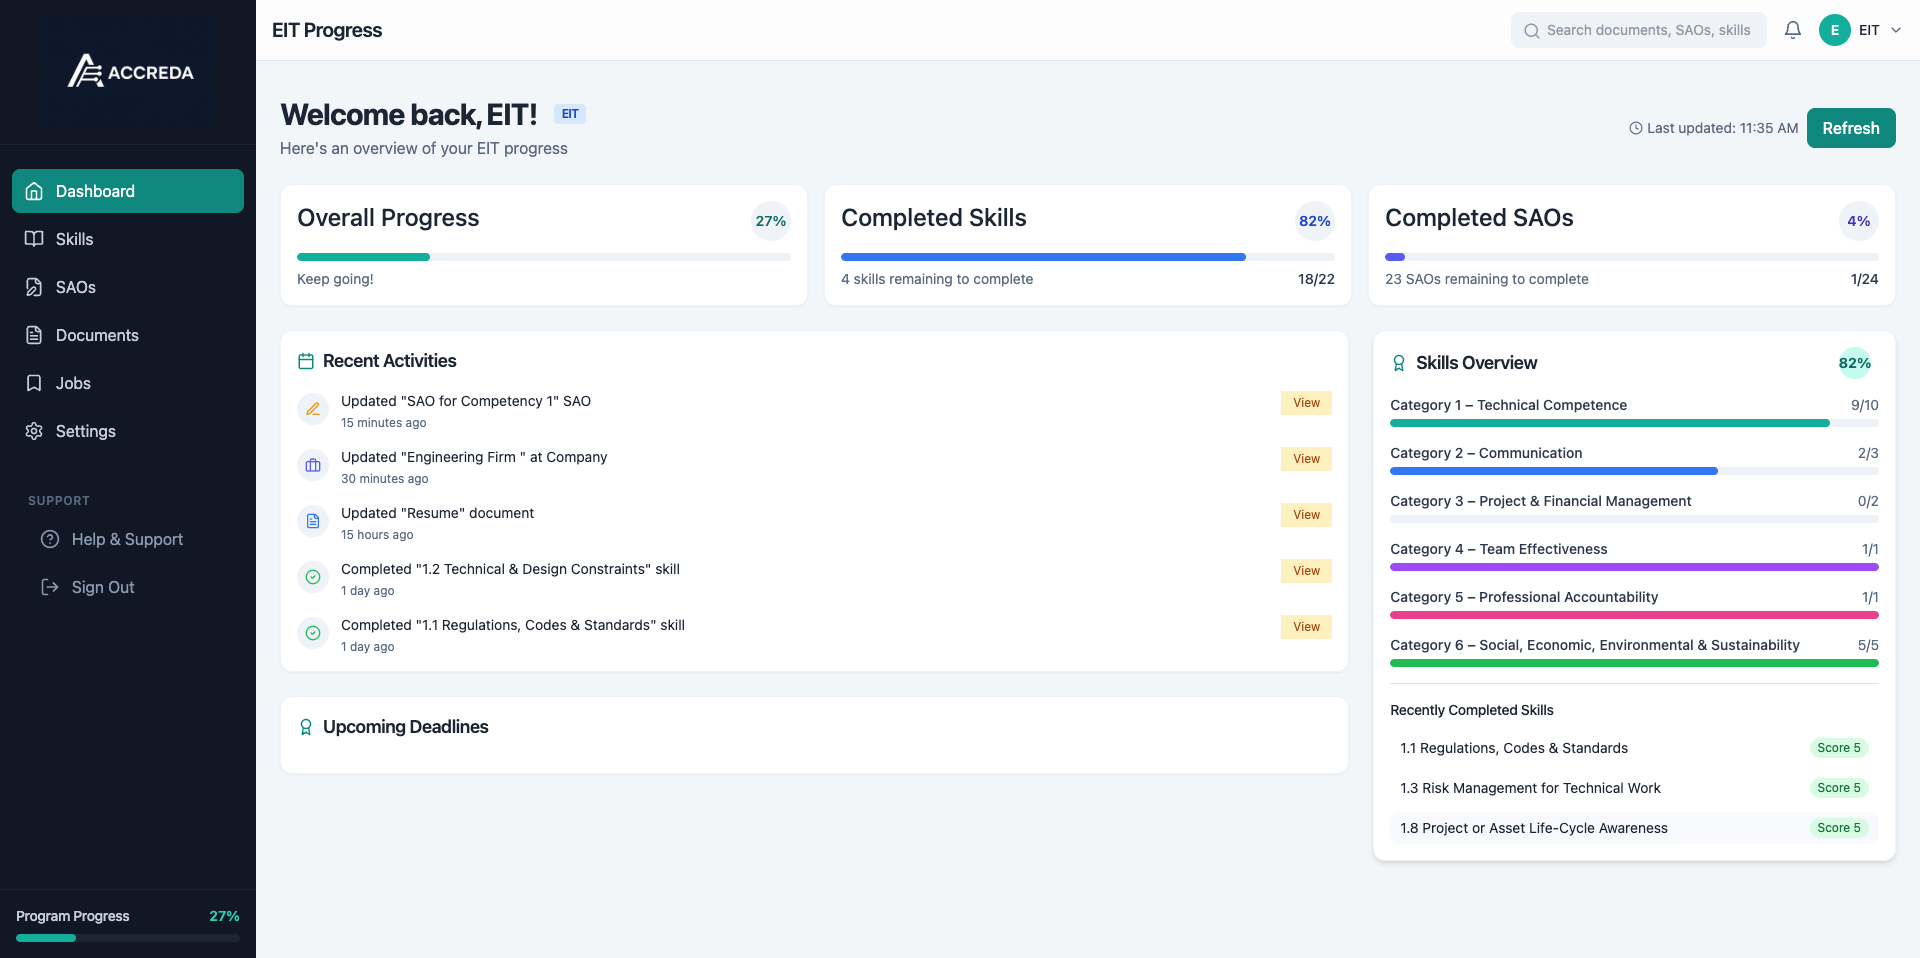 ACCREDA
Dashboard
Skills
SAOs
Documents
Jobs
Settings
SUPPORT
Help & Support
Sign Out
Program Progress 27%
EIT Progress
Search documents, SAOs, skills
E EIT
Welcome back, EIT! EIT
Here's an overview of your EIT progress
Last updated: 11:35 AM Refresh
Overall Progress 27%
Keep going!
Completed Skills 82%
4 skills remaining to complete 18/22
Completed SAOs 4%
23 SAOs remaining to complete 1/24
Recent Activities
Updated "SAO for Competency 1" SAO View
15 minutes ago
Updated "Engineering Firm " at Company View
30 minutes ago
Updated "Resume" document View
15 hours ago
Completed "1.2 Technical & Design Constraints" skill View
1 day ago
Completed "1.1 Regulations, Codes & Standards" skill View
1 day ago
Upcoming Deadlines
Skills Overview 82%
Category 1 – Technical Competence 9/10
Category 2 – Communication 2/3
Category 3 – Project & Financial Management 0/2
Category 4 – Team Effectiveness 1/1
Category 5 – Professional Accountability 1/1
Category 6 – Social, Economic, Environmental & Sustainability 5/5
Recently Completed Skills
1.1 Regulations, Codes & Standards Score 5
1.3 Risk Management for Technical Work Score 5
1.8 Project or Asset Life-Cycle Awareness Score 5